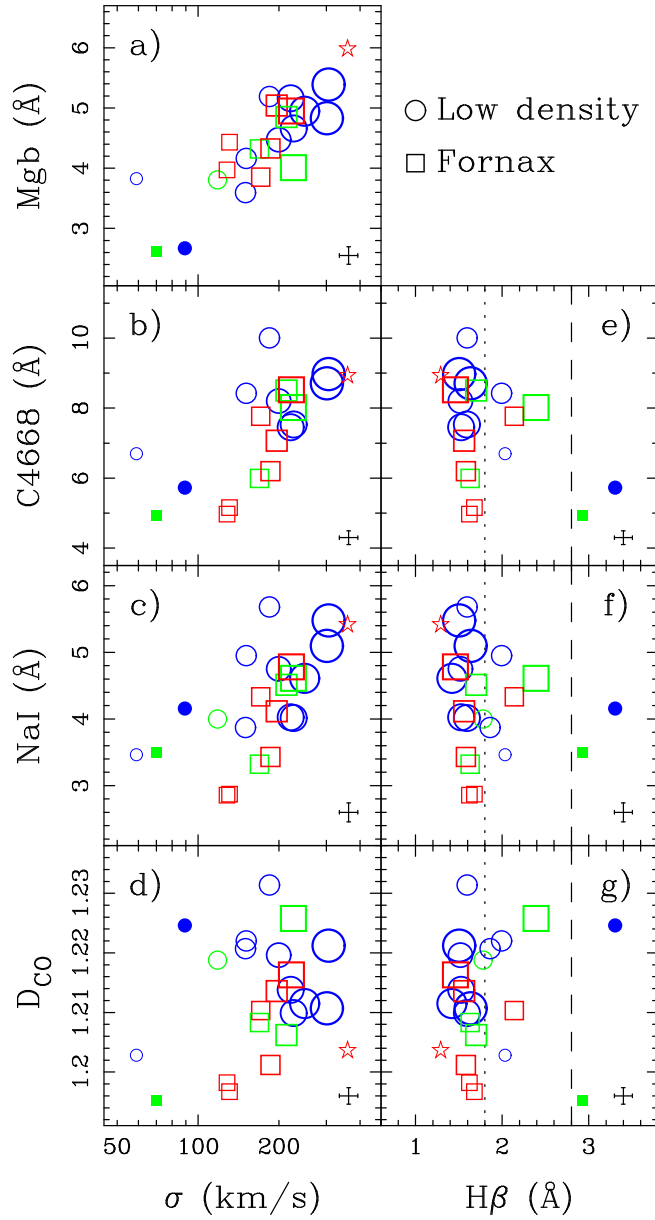 a)
6
5
4
3
Mgb (Å)
Low density
Fornax
b)
e)
10
8
6
4
C4668 (Å)
c)
f)
6
5
4
3
NaI (Å)
d)
g)
1.23
1.22
1.21
1.2
D_CO
50 100 200
1 2 3
σ (km/s)
Hβ (Å)